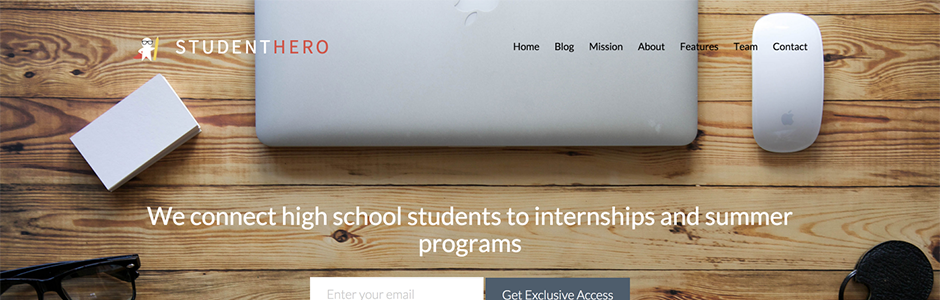 STUDENTHERO
Home Blog Mission About Features Team Contact
We connect high school students to internships and summer
programs
Enter your email
Get Exclusive Access